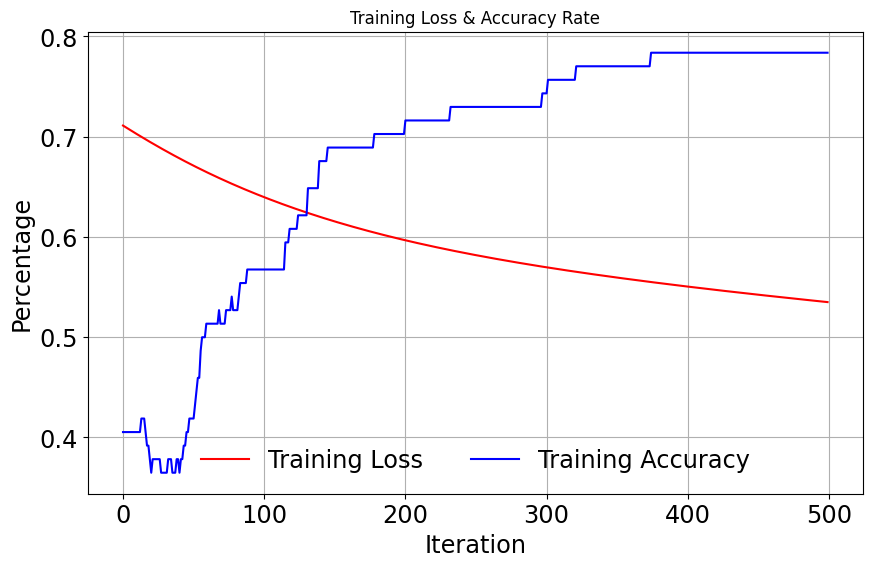 Training Loss & Accuracy Rate
0.8
0.7
0.6
0.5
0.4
Percentage
Training Loss
Training Accuracy
0
100
200
300
400
500
Iteration